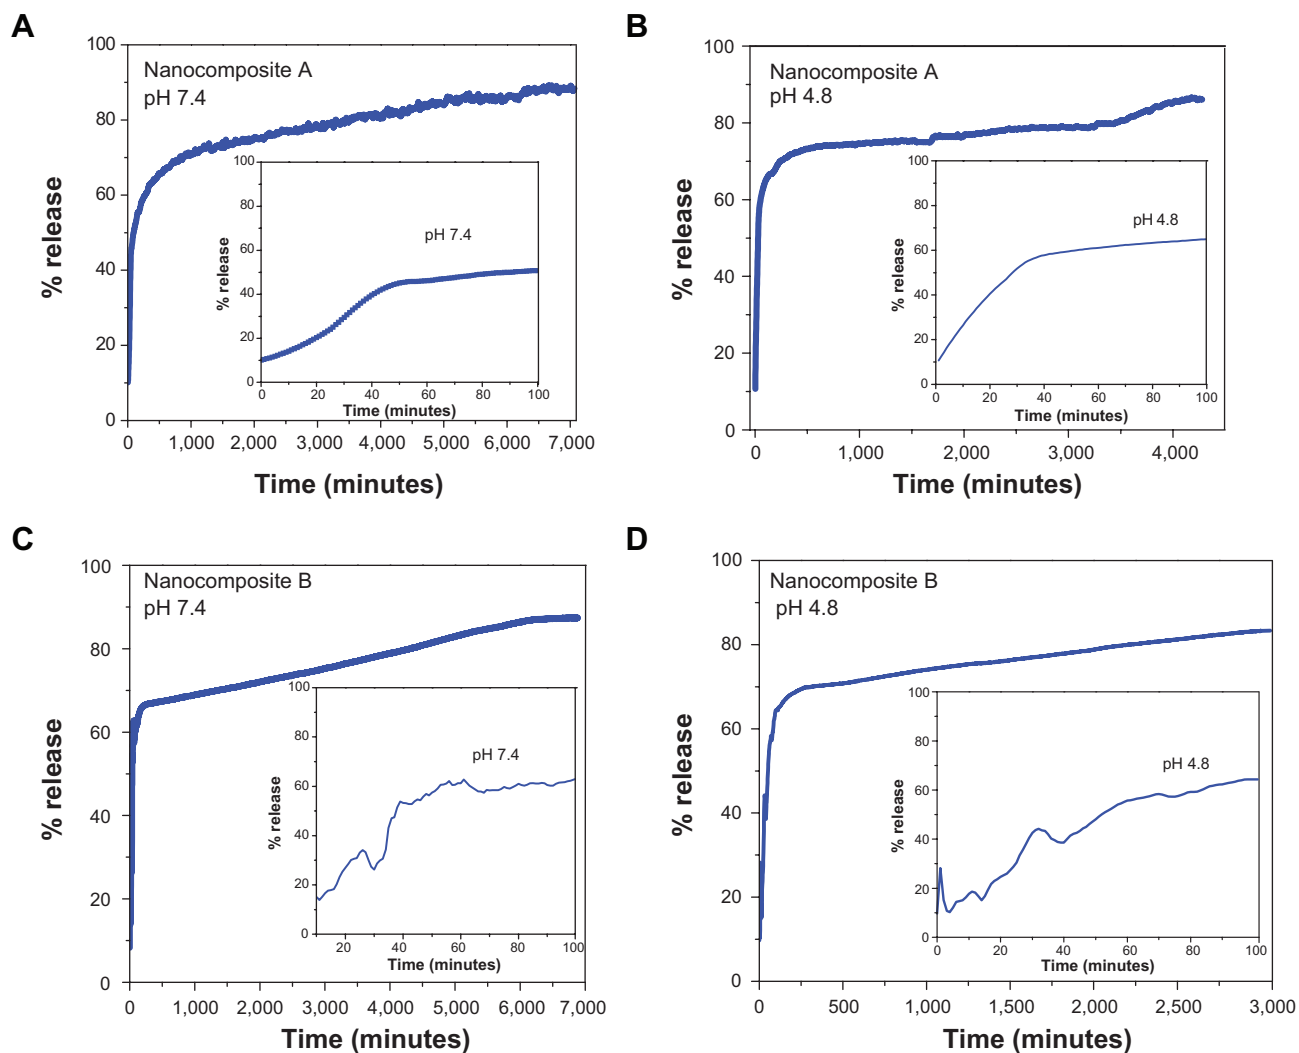 A
Nanocomposite A
pH 7.4
100
80
60
40
20
0
% release
0 1,000 2,000 3,000 4,000 5,000 6,000 7,000
Time (minutes)
pH 7.4
100
80
60
40
20
0
% release
0 20 40 60 80 100
Time (minutes)
B
Nanocomposite A
pH 4.8
100
80
60
40
20
0
% release
0 1,000 2,000 3,000 4,000
Time (minutes)
pH 4.8
100
80
60
40
20
0
% release
0 20 40 60 80 100
Time (minutes)
C
Nanocomposite B
pH 7.4
100
80
60
40
20
0
% release
0 1,000 2,000 3,000 4,000 5,000 6,000 7,000
Time (minutes)
pH 7.4
100
80
60
40
20
0
% release
20 40 60 80 100
Time (minutes)
D
Nanocomposite B
pH 4.8
100
80
60
40
20
0
% release
0 500 1,000 1,500 2,000 2,500 3,000
Time (minutes)
pH 4.8
100
80
60
40
20
0
% release
0 20 40 60 80 100
Time (minutes)